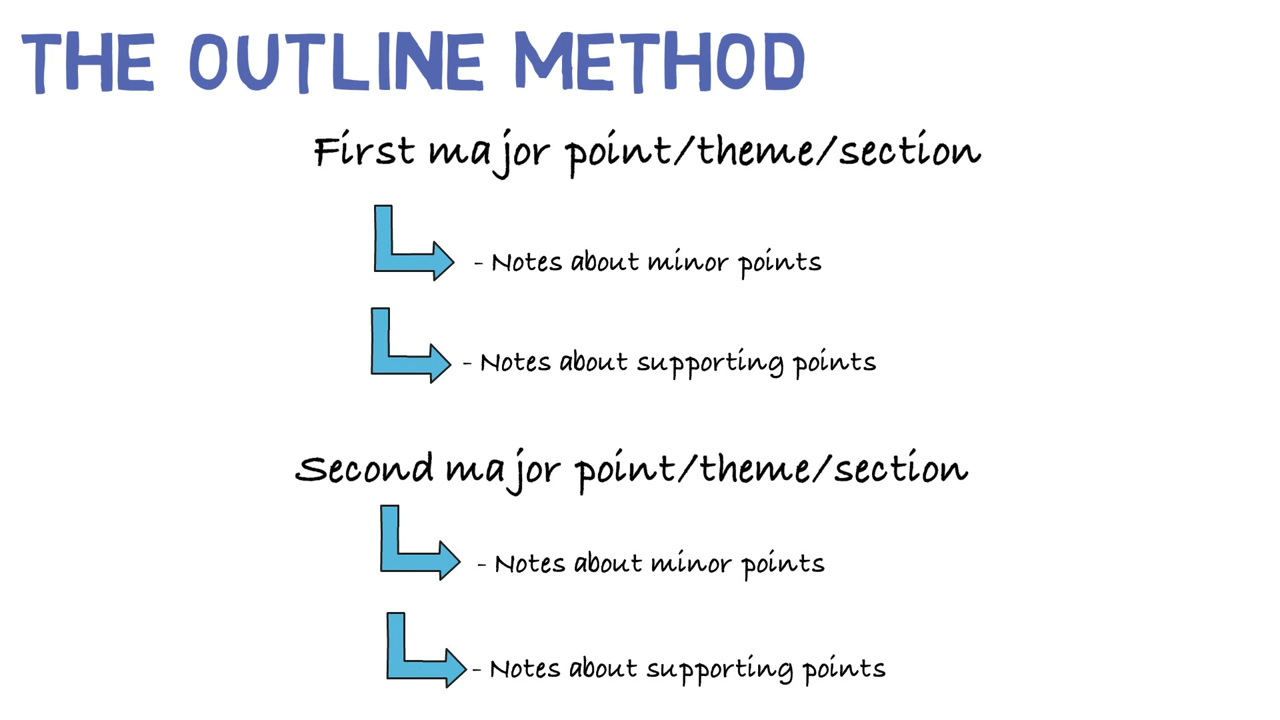 THE OUTLINE METHOD
First major point/theme/section
- Notes about minor points
- Notes about supporting points
Second major point/theme/section
- Notes about minor points
- Notes about supporting points